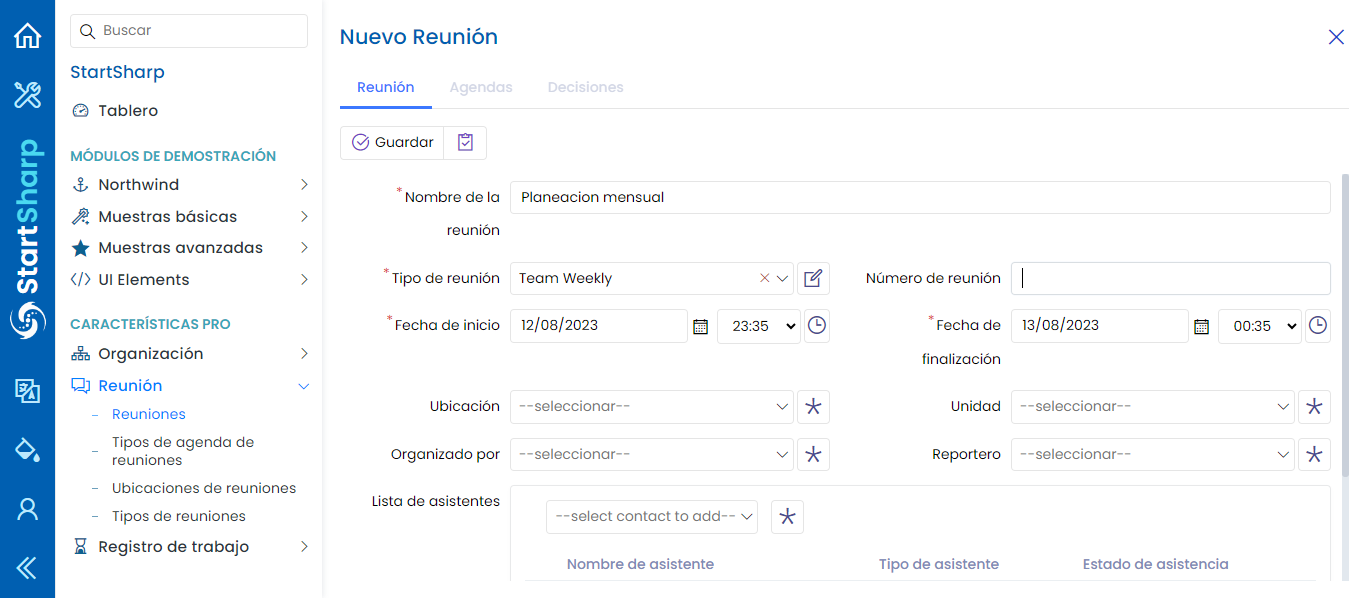 StartSharp
Buscar
StartSharp
Tablero
MÓDULOS DE DEMOSTRACIÓN
Northwind
Muestras básicas
Muestras avanzadas
UI Elements
CARACTERÍSTICAS PRO
Organización
Reunión
Reuniones
Tipos de agenda de
reuniones
Ubicaciones de reuniones
Tipos de reuniones
Registro de trabajo
Nuevo Reunión
Reunión Agendas Decisiones
Guardar
*Nombre de la
reunión
Planeacion mensual
*Tipo de reunión Team Weekly Número de reunión
*Fecha de inicio 12/08/2023 23:35 *Fecha de
finalización
13/08/2023 00:35
Ubicación --seleccionar-- Unidad --seleccionar--
Organizado por --seleccionar-- Reportero --seleccionar--
Lista de asistentes
--select contact to add--
Nombre de asistente Tipo de asistente Estado de asistencia